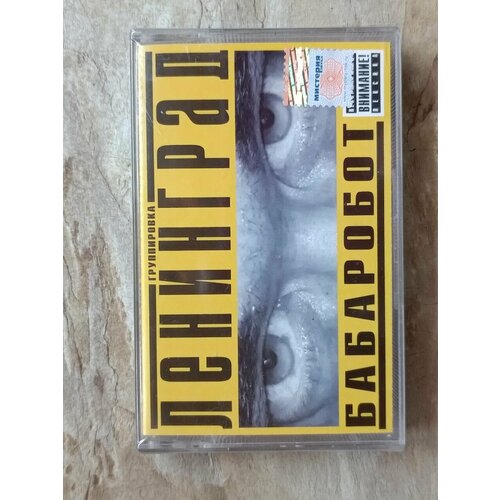 ГРУППИРОВКА
ЛЕНИНГРАД
БАБАРОБОТ
Мистерия
ВНИМАНИЕ!